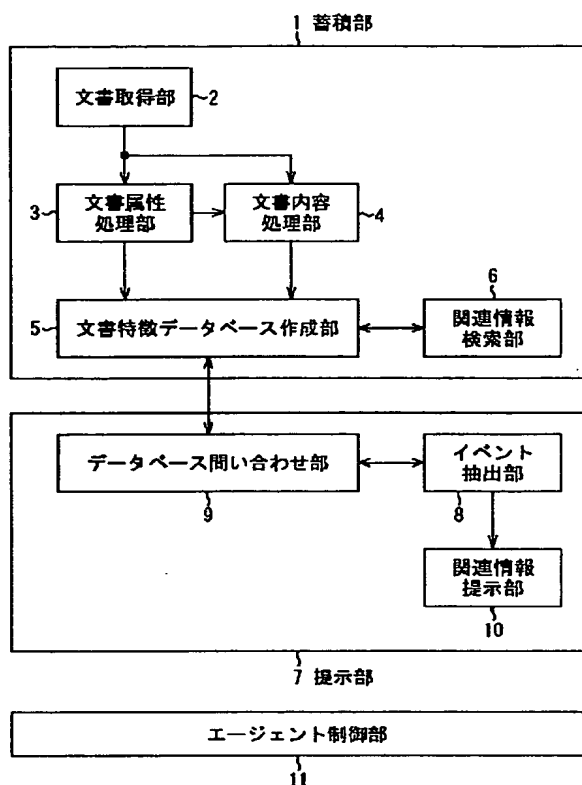 1 蓄積部
文書取得部
2
3
文書属性
処理部
文書内容
処理部
4
5
文書特徴データベース作成部
6
関連情報
検索部
データベース問い合わせ部
9
イベント
抽出部
8
関連情報
提示部
10
7 提示部
エージェント制御部
11